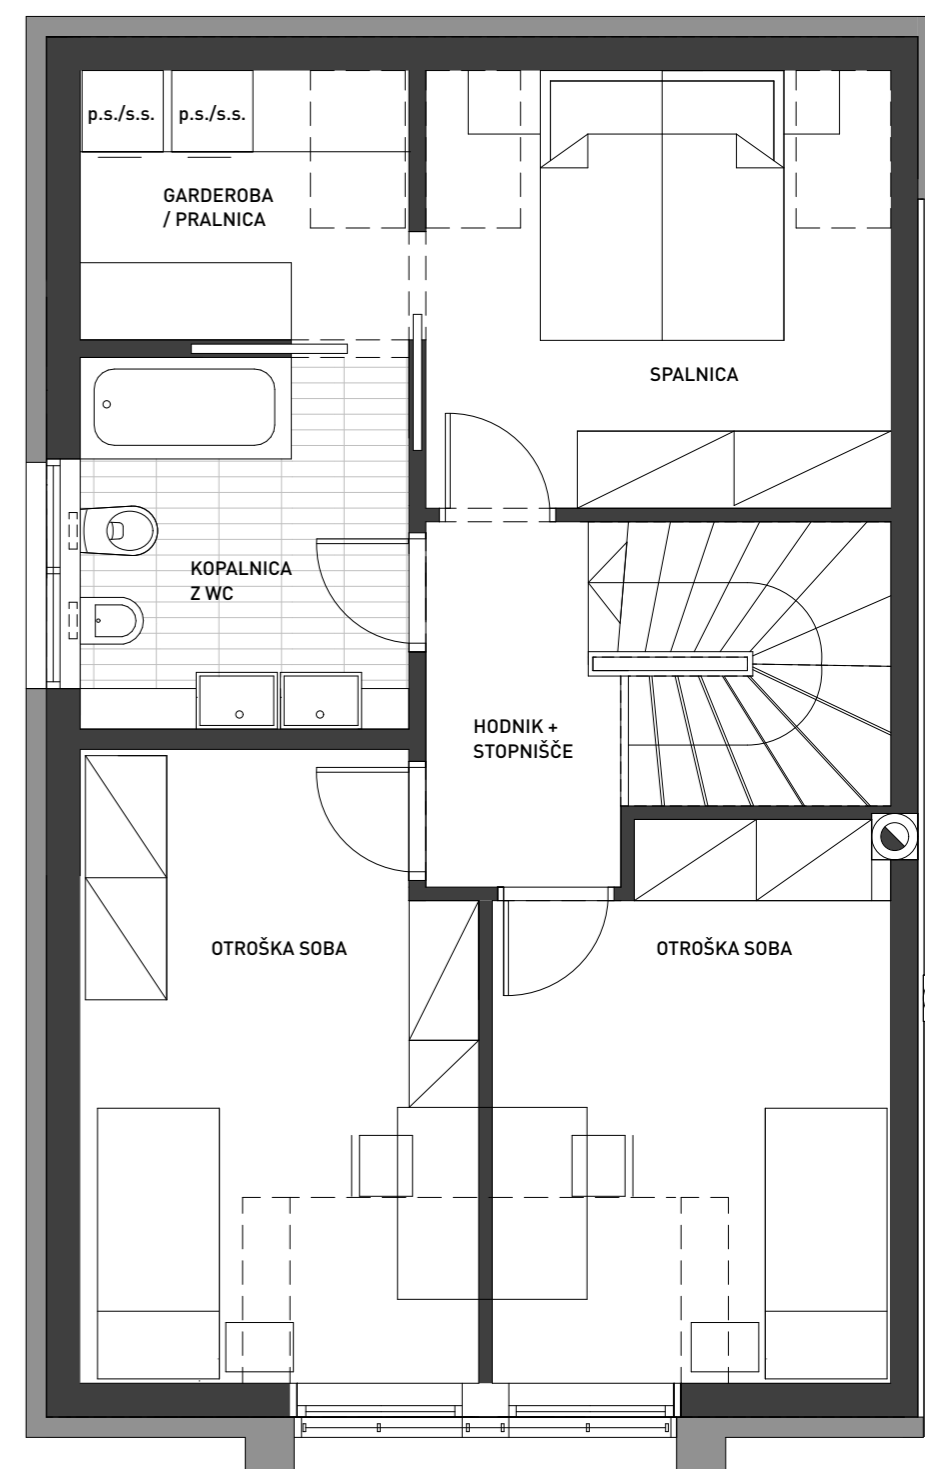 p.s./s.s.
p.s./s.s.
GARDEROBA
/ PRALNICA
SPALNICA
KOPALNICA
Z WC
HODNIK +
STOPNIŠČE
OTROŠKA SOBA
OTROŠKA SOBA